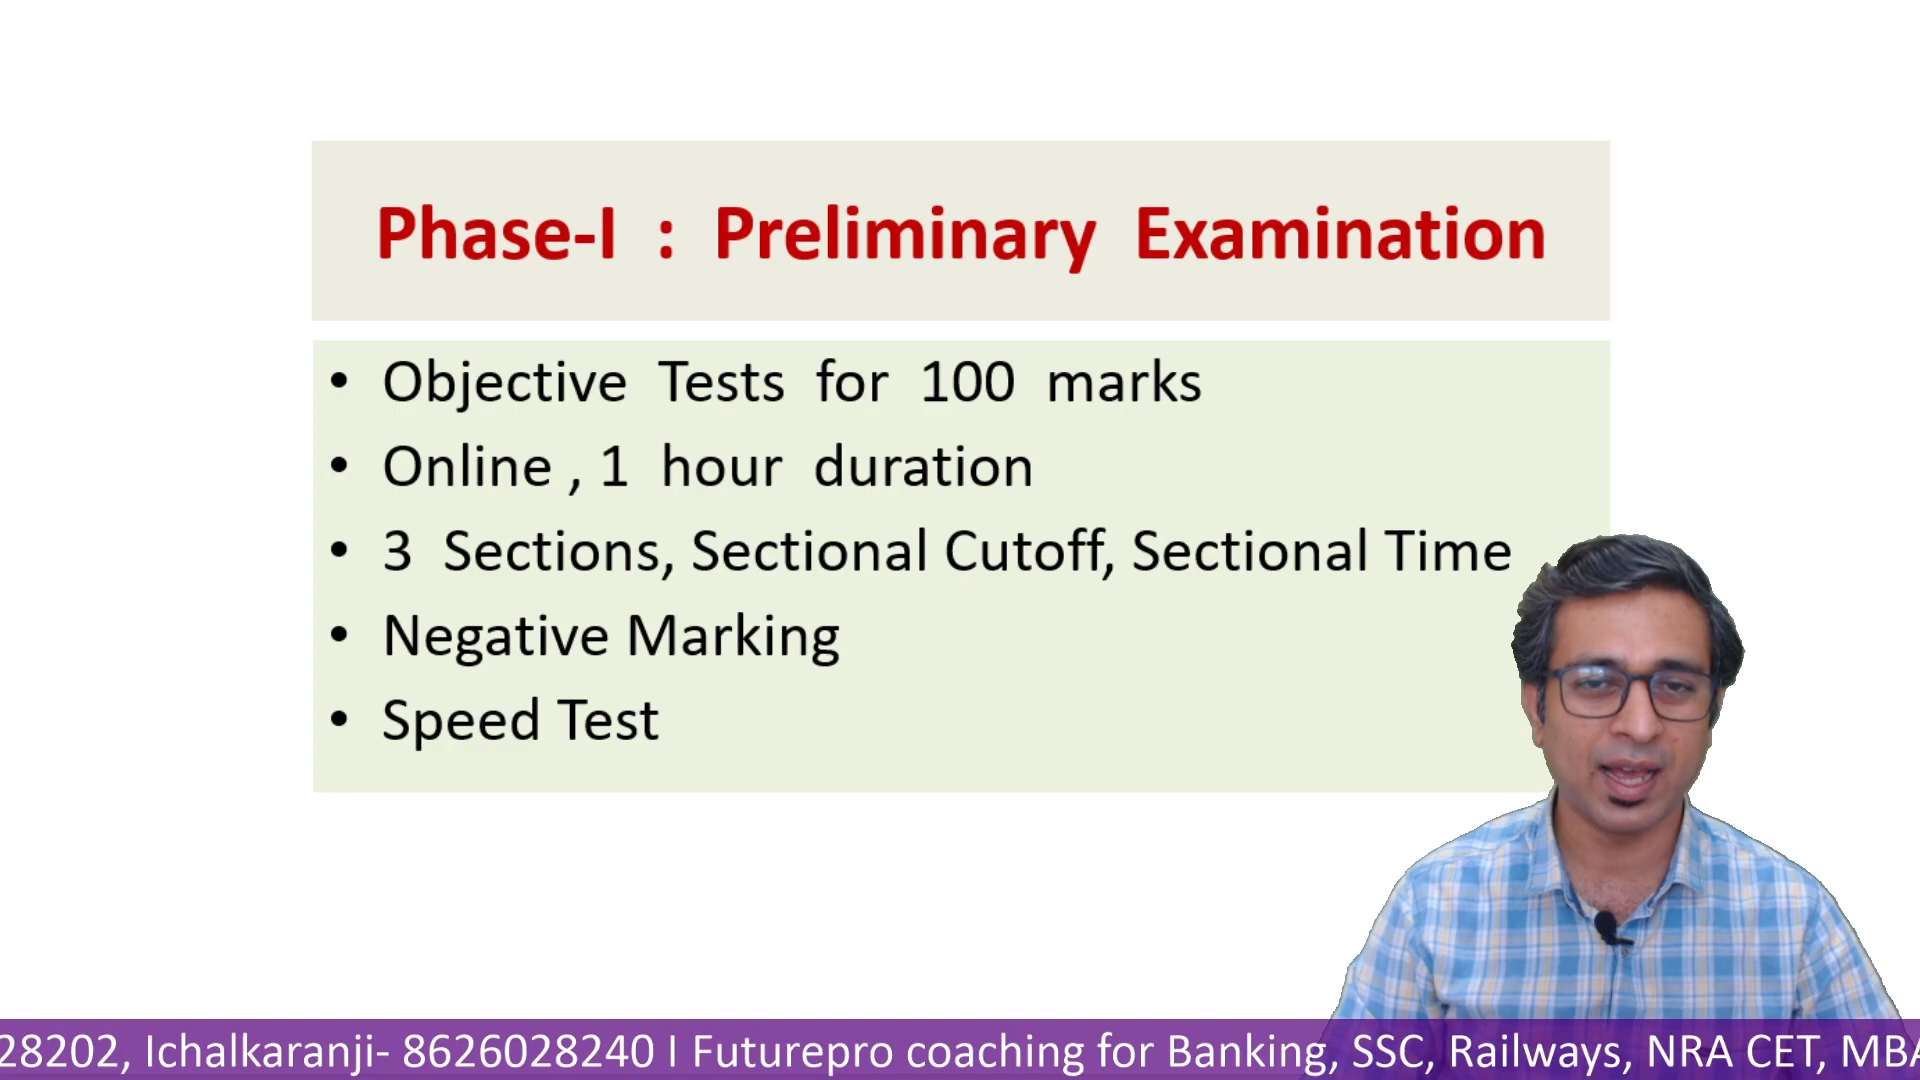 Phase-I : Preliminary Examination
• Objective Tests for 100 marks
• Online , 1 hour duration
• 3 Sections, Sectional Cutoff, Sectional Time
• Negative Marking
• Speed Test
28202, Ichalkaranji- 8626028240 I Futurepro coaching for Banking, SSC, Railways, NRA CET, MBA